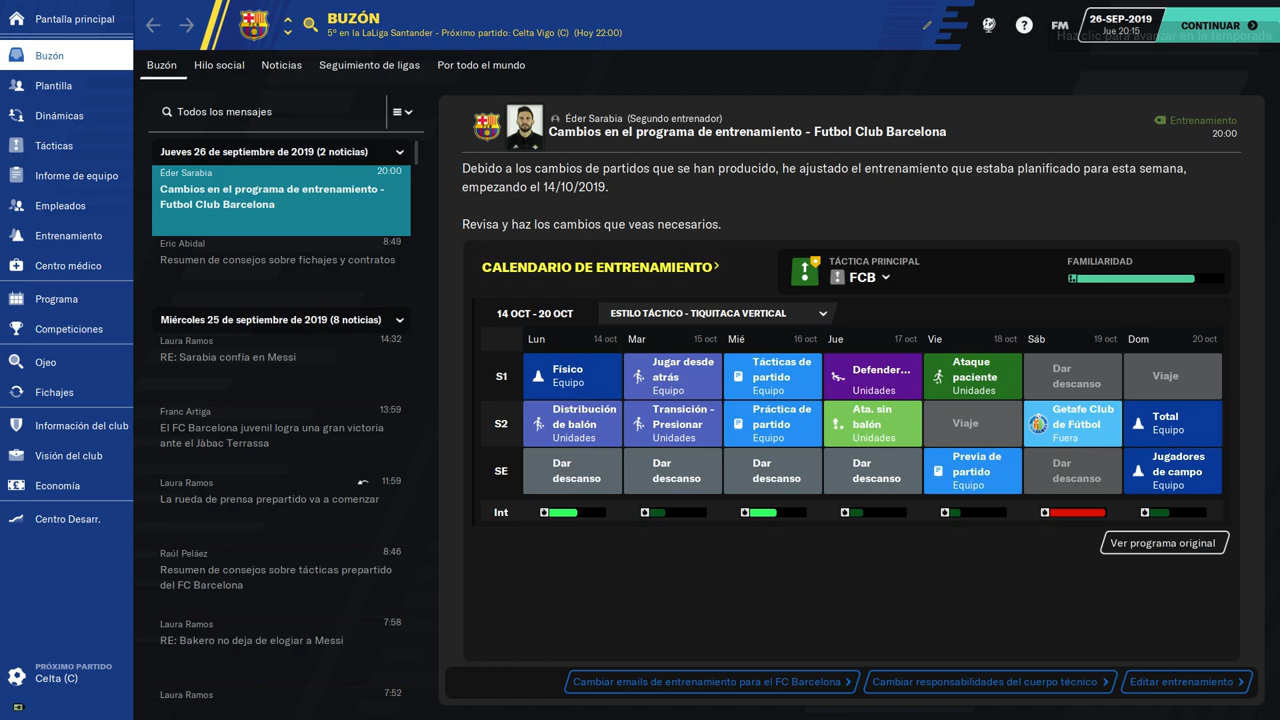 Pantalla principal
Buzón
Plantilla
Dinámicas
Tácticas
Informe de equipo
Empleados
Entrenamiento
Centro médico
Programa
Competiciones
Ojeo
Fichajes
Información del club
Visión del club
Economía
Centro Desarr.
PRÓXIMO PARTIDO
Celta (C)
BUZÓN
5º en la LaLiga Santander - Próximo partido: Celta Vigo (C) (Hoy 22:00)
FM
26-SEP-2019
Jue 20:15
CONTINUAR
Haz clic para avanzar en la temporada
Buzón
Hilo social
Noticias
Seguimiento de ligas
Por todo el mundo
Todos los mensajes
Jueves 26 de septiembre de 2019 (2 noticias)
Éder Sarabia 20:00
Cambios en el programa de entrenamiento -
Futbol Club Barcelona
Eric Abidal 8:49
Resumen de consejos sobre fichajes y contratos
Miércoles 25 de septiembre de 2019 (8 noticias)
Laura Ramos 14:32
RE: Sarabia confía en Messi
Franc Artiga 13:59
El FC Barcelona juvenil logra una gran victoria
ante el Jàbac Terrassa
Laura Ramos 11:59
La rueda de prensa prepartido va a comenzar
Raúl Peláez 8:46
Resumen de consejos sobre tácticas prepartido
del FC Barcelona
Laura Ramos 7:58
RE: Bakero no deja de elogiar a Messi
Laura Ramos 7:52
Éder Sarabia (Segundo entrenador)
Cambios en el programa de entrenamiento - Futbol Club Barcelona
Entrenamiento
20:00
Debido a los cambios de partidos que se han producido, he ajustado el entrenamiento que estaba planificado para esta semana,
empezando el 14/10/2019.
Revisa y haz los cambios que veas necesarios.
CALENDARIO DE ENTRENAMIENTO
TÁCTICA PRINCIPAL
FCB
FAMILIARIDAD
14 OCT - 20 OCT
ESTILO TÁCTICO - TIQUITACA VERTICAL
Lun 14 oct Mar 15 oct Mié 16 oct Jue 17 oct Vie 18 oct Sáb 19 oct Dom 20 oct
S1
Físico
Equipo
Jugar desde
atrás
Equipo
Tácticas de
partido
Equipo
Defender...
Unidades
Ataque
paciente
Unidades
Dar
descanso
Viaje
S2
Distribución
de balón
Unidades
Transición -
Presionar
Unidades
Práctica de
partido
Equipo
Ata. sin
balón
Unidades
Viaje
Getafe Club
de Fútbol
Fuera
Total
Equipo
SE
Dar
descanso
Dar
descanso
Dar
descanso
Dar
descanso
Previa de
partido
Equipo
Dar
descanso
Jugadores
de campo
Equipo
Int
Ver programa original
Cambiar emails de entrenamiento para el FC Barcelona
Cambiar responsabilidades del cuerpo técnico
Editar entrenamiento